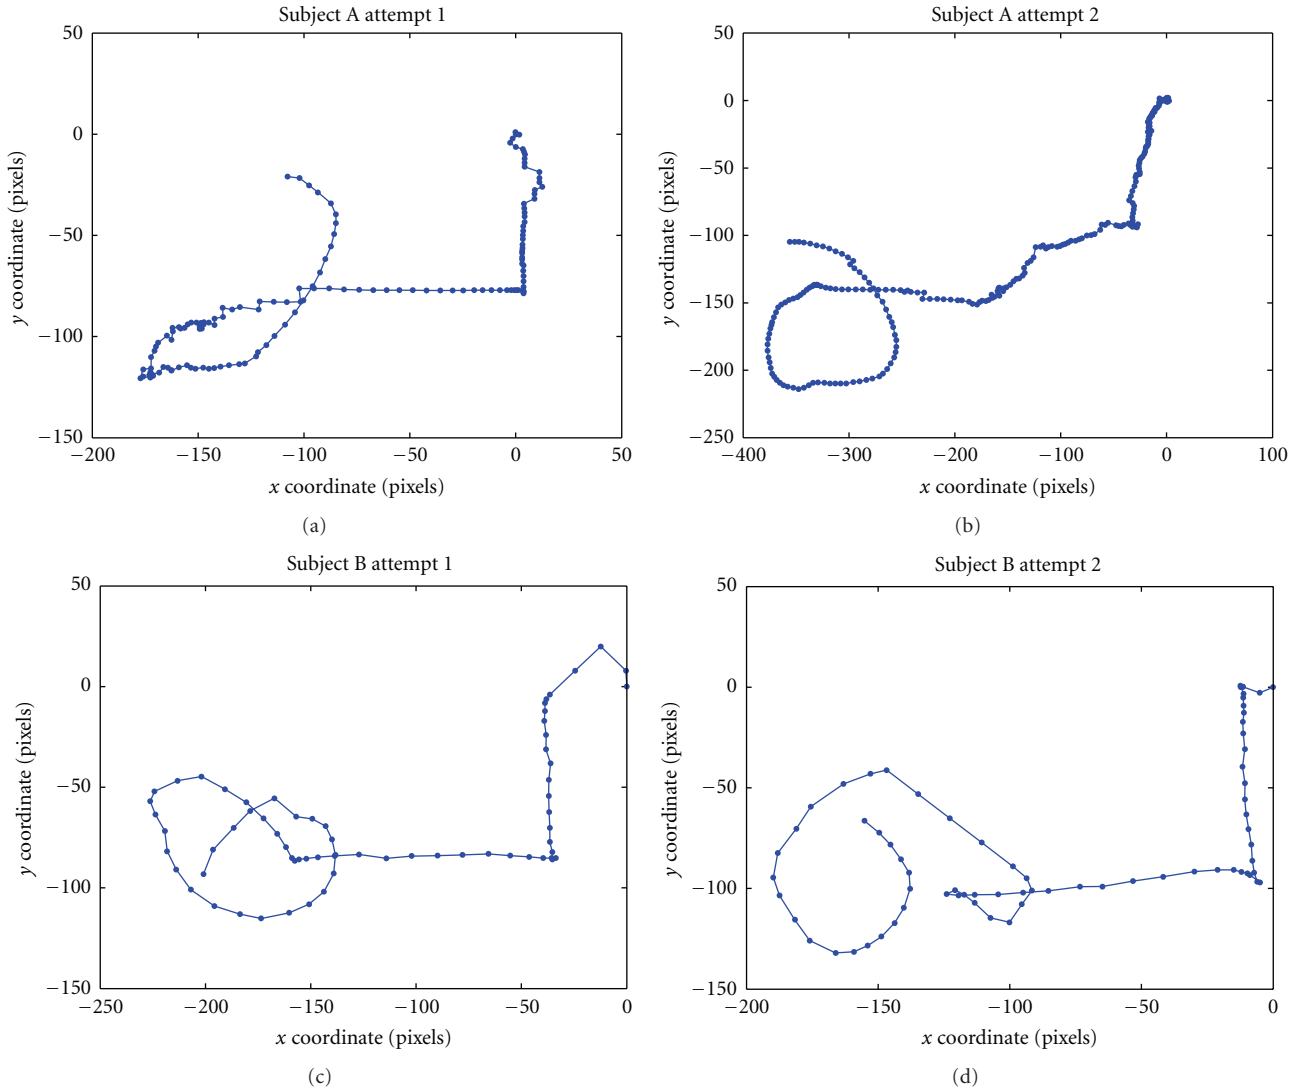 Subject A attempt 1
50
0
−50
−100
−150
−200 −150 −100 −50 0 50
y coordinate (pixels)
x coordinate (pixels)
(a)
Subject A attempt 2
50
0
−50
−100
−150
−200
−250
−400 −300 −200 −100 0 100
y coordinate (pixels)
x coordinate (pixels)
(b)
Subject B attempt 1
50
0
−50
−100
−150
−250 −200 −150 −100 −50 0
y coordinate (pixels)
x coordinate (pixels)
(c)
Subject B attempt 2
50
0
−50
−100
−150
−200 −150 −100 −50 0
y coordinate (pixels)
x coordinate (pixels)
(d)